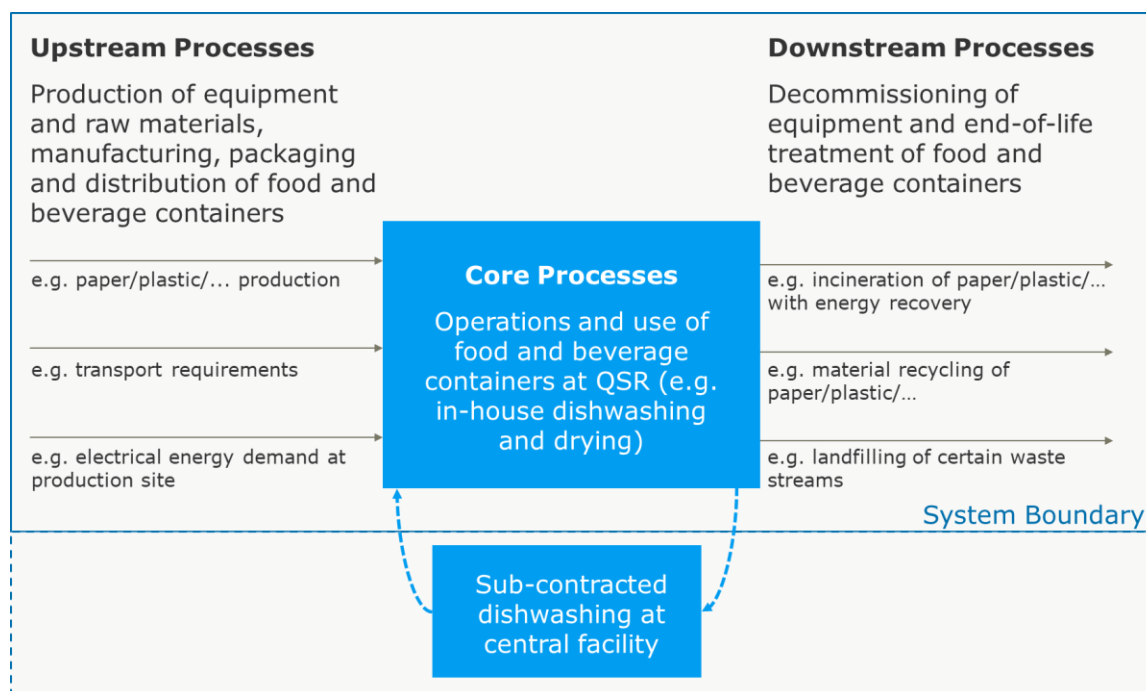 Upstream Processes
Production of equipment
and raw materials,
manufacturing, packaging
and distribution of food and
beverage containers
e.g. paper/plastic/... production
e.g. transport requirements
e.g. electrical energy demand at
production site
Core Processes
Operations and use of
food and beverage
containers at QSR (e.g.
in-house dishwashing
and drying)
Downstream Processes
Decommissioning of
equipment and end-of-life
treatment of food and
beverage containers
e.g. incineration of paper/plastic/...
with energy recovery
e.g. material recycling of
paper/plastic/...
e.g. landfilling of certain waste
streams
System Boundary
Sub-contracted
dishwashing at
central facility